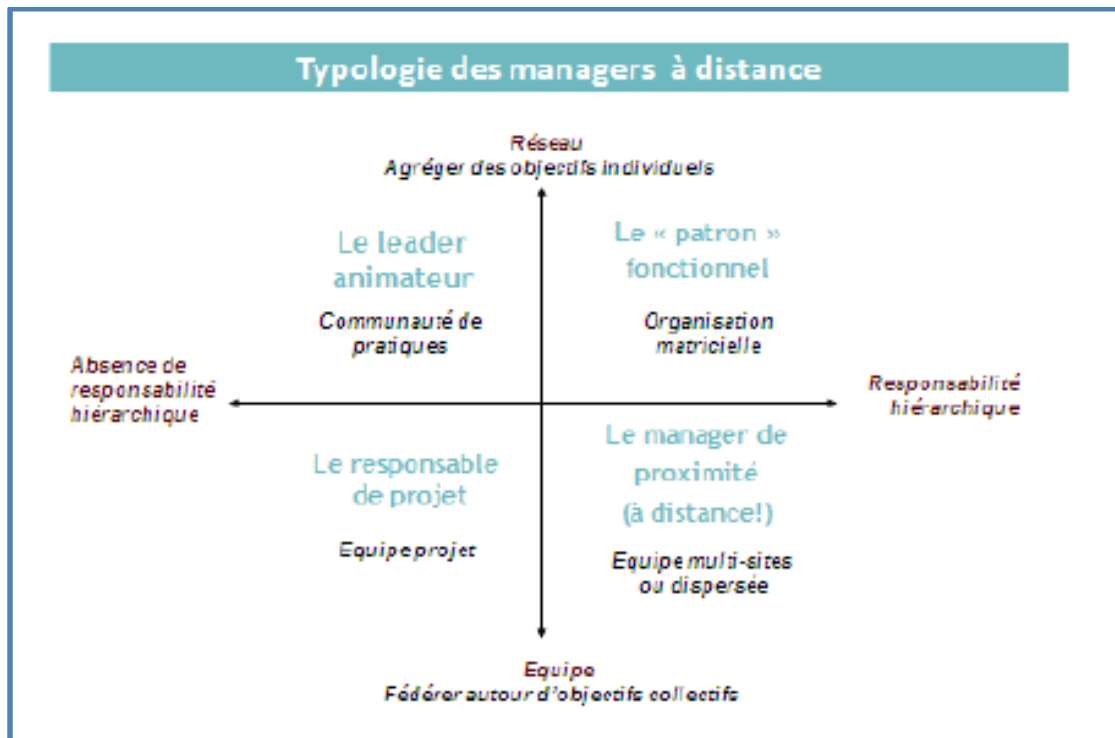 Typologie des managers à distance
Réseau
Agréger des objectifs individuels
Le leader
animateur
Communauté de
pratiques
Le « patron »
fonctionnel
Organisation
matricielle
Absence de
responsabilité
hiérarchique
Responsabilité
hiérarchique
Le responsable
de projet
Equipe projet
Le manager de
proximité
(à distance!)
Equipe multi-sites
ou dispersée
Equipe
Fédérer autour d'objectifs collectifs